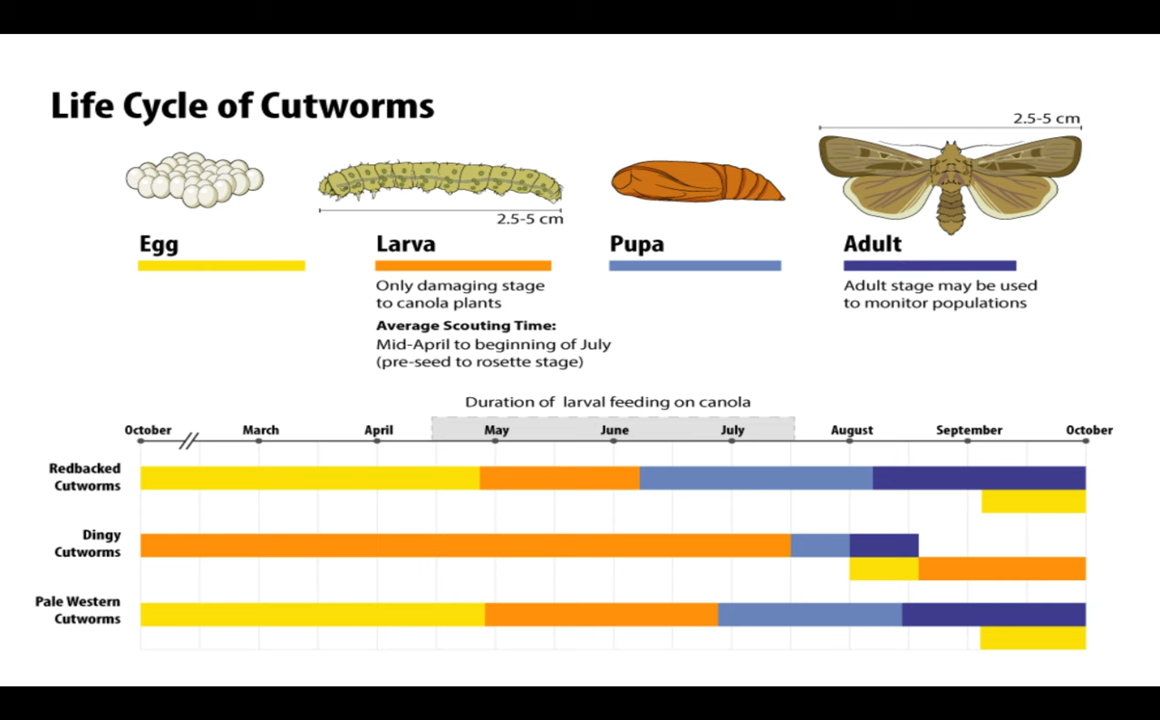 Life Cycle of Cutworms
2.5-5 cm
2.5-5 cm
Egg
Larva
Only damaging stage
to canola plants
Average Scouting Time:
Mid-April to beginning of July
(pre-seed to rosette stage)
Pupa
Adult
Adult stage may be used
to monitor populations
Duration of larval feeding on canola
October March April May June July August September October
Redbacked
Cutworms
Dingy
Cutworms
Pale Western
Cutworms